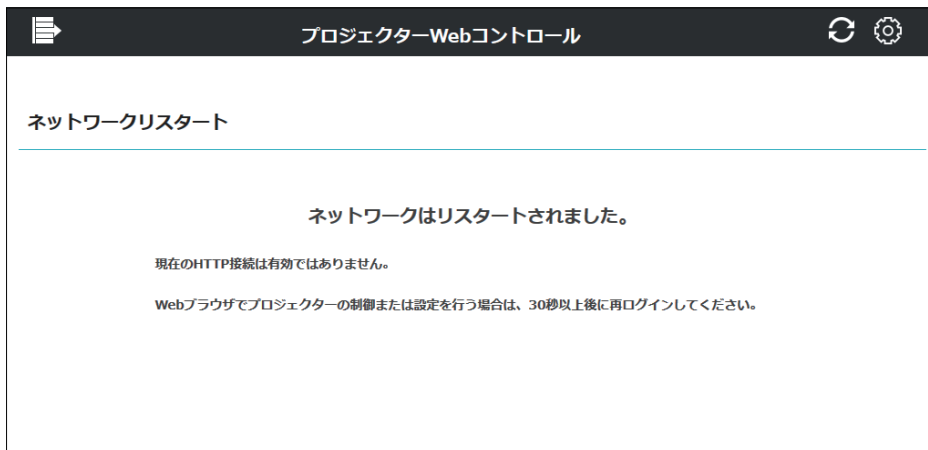 プロジェクターWebコントロール
ネットワークリスタート
ネットワークはリスタートされました。
現在のHTTP接続は有効ではありません。
Webブラウザでプロジェクターの制御または設定を行う場合は、30秒以上後に再ログインしてください。